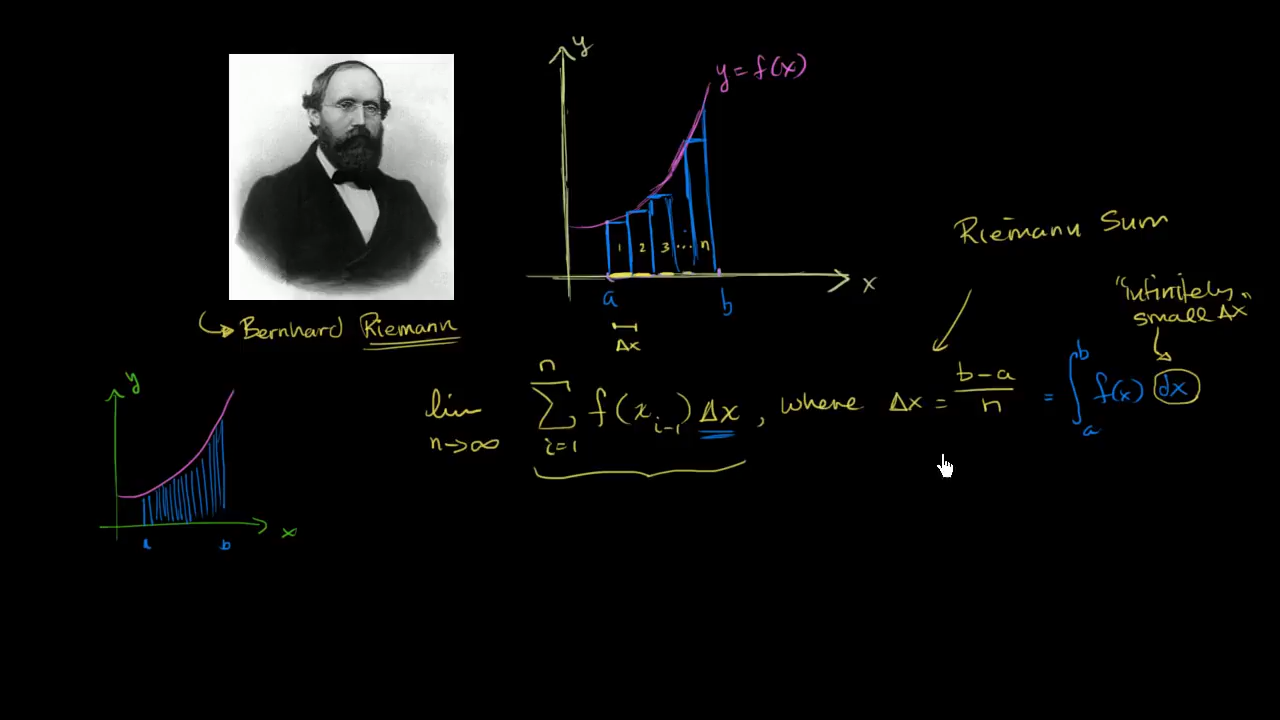 y
y = f(x)
1 2 3 ... n
x
a
b
Δx
Bernhard Riemann
Riemann Sum
"infinitely"
small Δx
y
x
a
b
lim n→∞ ∑ n i=1 f(x i-1) Δx , where Δx = b-a / n = ∫ b a f(x) dx